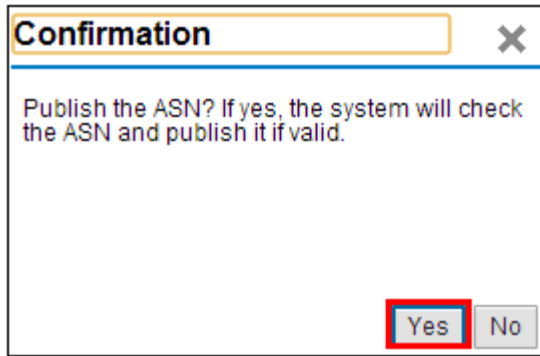 Confirmation
Publish the ASN? If yes, the system will check
the ASN and publish it if valid.
Yes No